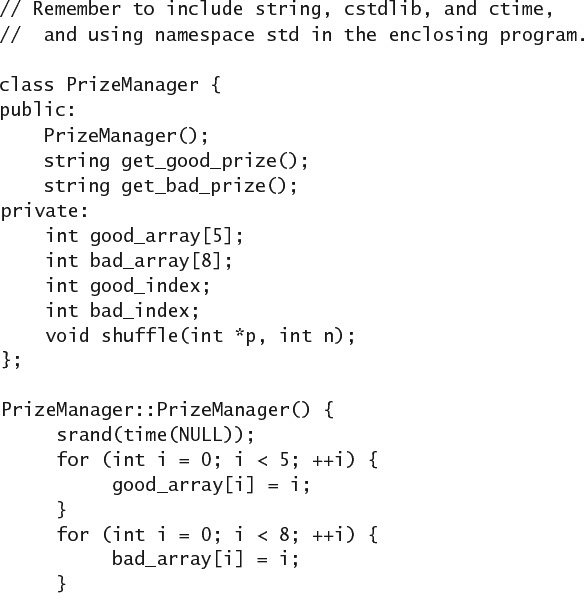 // Remember to include string, cstdlib, and ctime,
//  and using namespace std in the enclosing program.

class PrizeManager {
public:
    PrizeManager();
    string get_good_prize();
    string get_bad_prize();
private:
    int good_array[5];
    int bad_array[8];
    int good_index;
    int bad_index;
    void shuffle(int *p, int n);
};

PrizeManager::PrizeManager() {
     srand(time(NULL));
     for (int i = 0; i < 5; ++i) {
          good_array[i] = i;
     }
     for (int i = 0; i < 8; ++i) {
          bad_array[i] = i;
     }